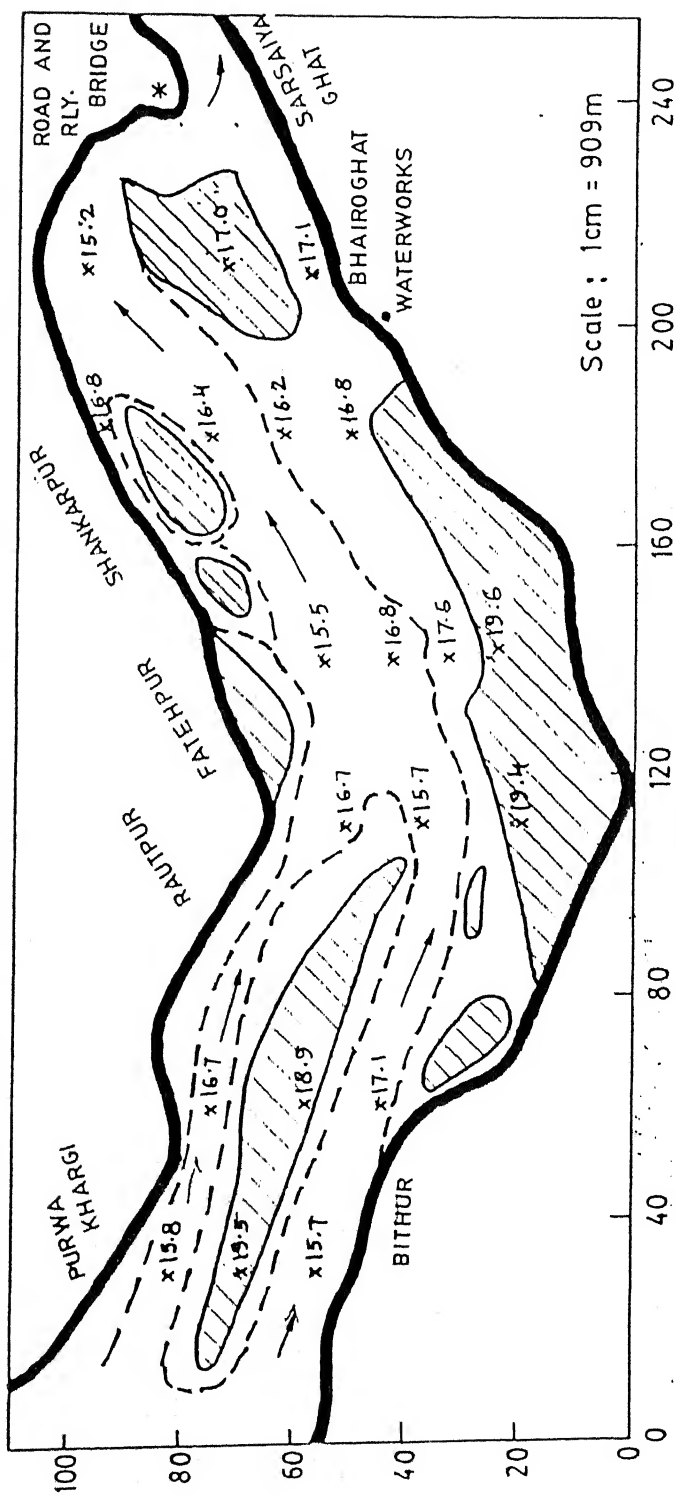 PURWA
KHARGI
RAUTPUR
FATEHPUR
SHANKARPUR
ROAD AND
RLY.
BRIDGE
*
SARSAIYA
GHAT
BHAIROGHAT
WATERWORKS
BITHUR
x15.8
x15.7
x16.7
x18.9
x17.1
x16.7
x15.7
x19.4
x15.5
x16.8
x17.6
x19.6
x16.8
x16.4
x16.2
x16.8
x15.2
x17.0
x17.1
Scale: 1cm = 909m
100
80
60
40
20
0
0
40
80
120
160
200
240